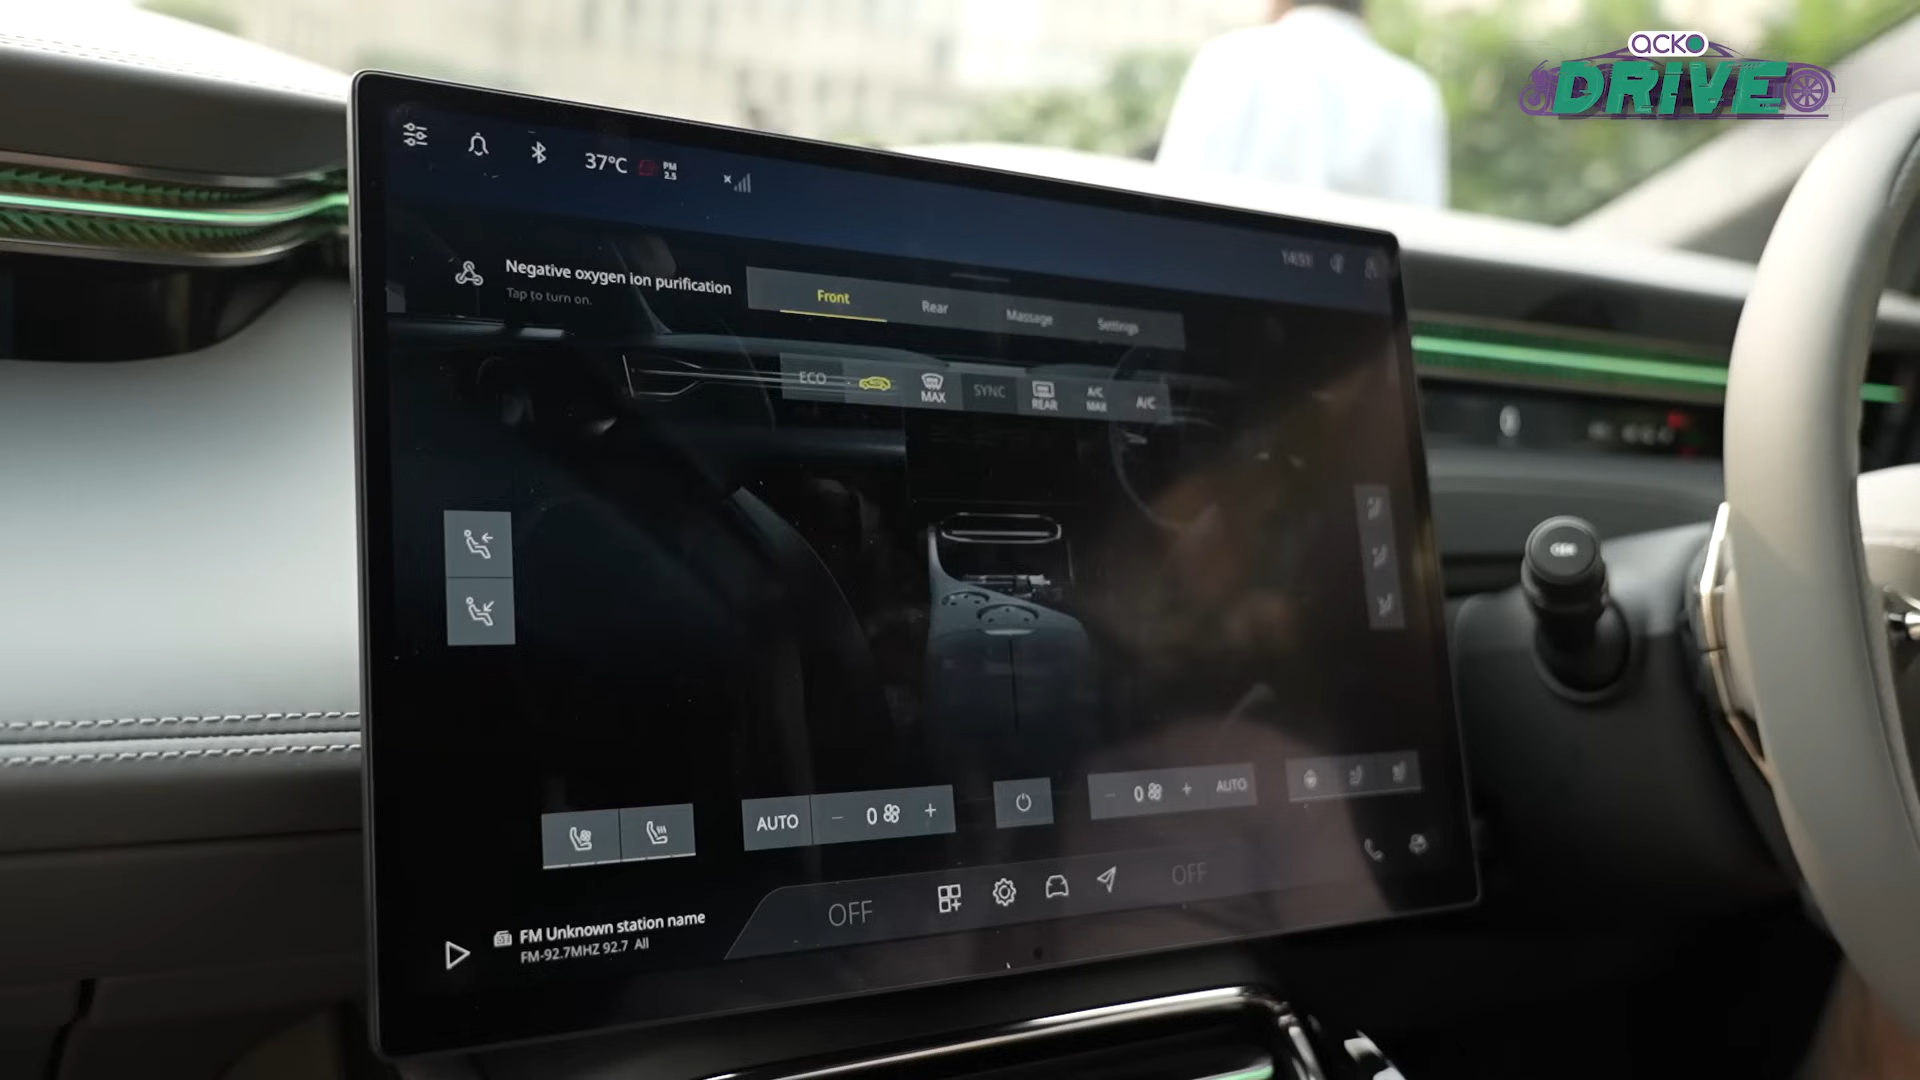 acko
DRIVE
37°C
PM
2.5
14:51
Negative oxygen ion purification
Tap to turn on.
Front
Rear
Massage
Settings
ECO
MAX
SYNC
REAR
A/C
MAX
A/C
AUTO
— 0 +
— 0 +
AUTO
OFF
OFF
FM Unknown station name
FM-92.7MHZ 92.7 All